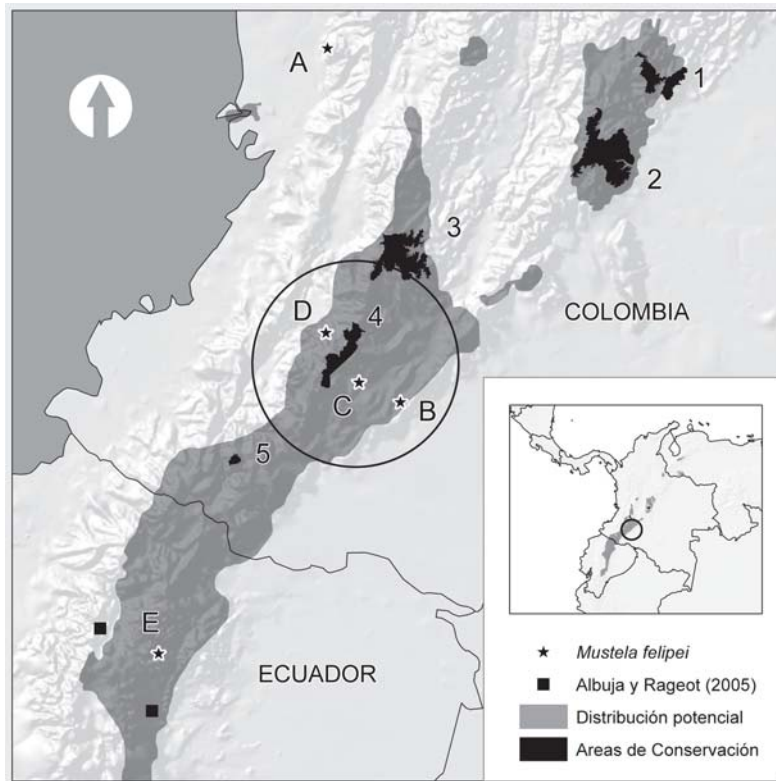 A
1
2
3
COLOMBIA
D
4
C
B
5
E
ECUADOR
Mustela felipei
Albuja y Rageot (2005)
Distribución potencial
Areas de Conservación